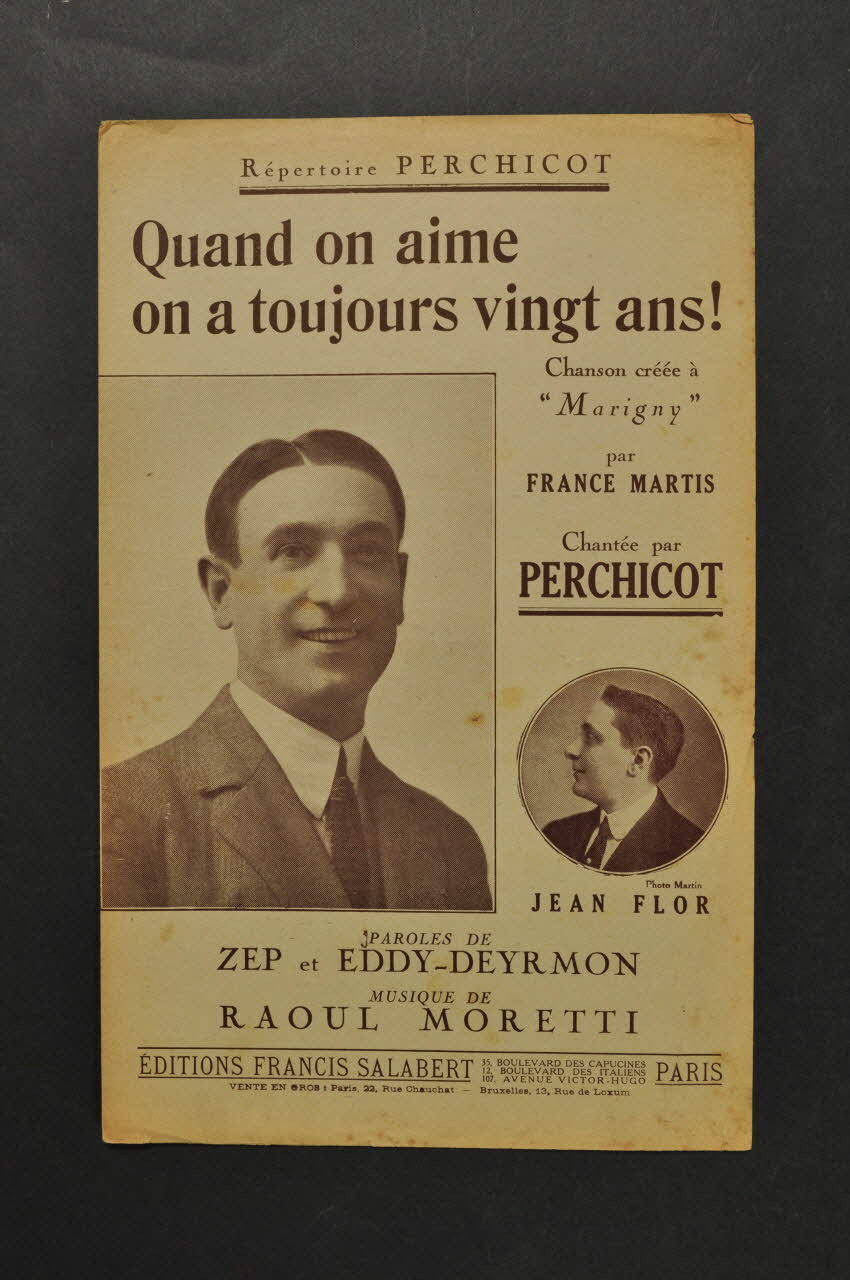 Répertoire PERCHICOT
Quand on aime
on a toujours vingt ans!
Chanson créée à
“Marigny”
par
FRANCE MARTIS
Chantée par
PERCHICOT
Photo Martin
JEAN FLOR
PAROLES DE
ZEP et EDDY-DEYRMON
MUSIQUE DE
RAOUL MORETTI
ÉDITIONS FRANCIS SALABERT
35, BOULEVARD DES CAPUCINES
12, BOULEVARD DES ITALIENS
107, AVENUE VICTOR-HUGO
PARIS
VENTE EN GROS : Paris, 22, Rue Chauchat — Bruxelles, 13, Rue de Loxum